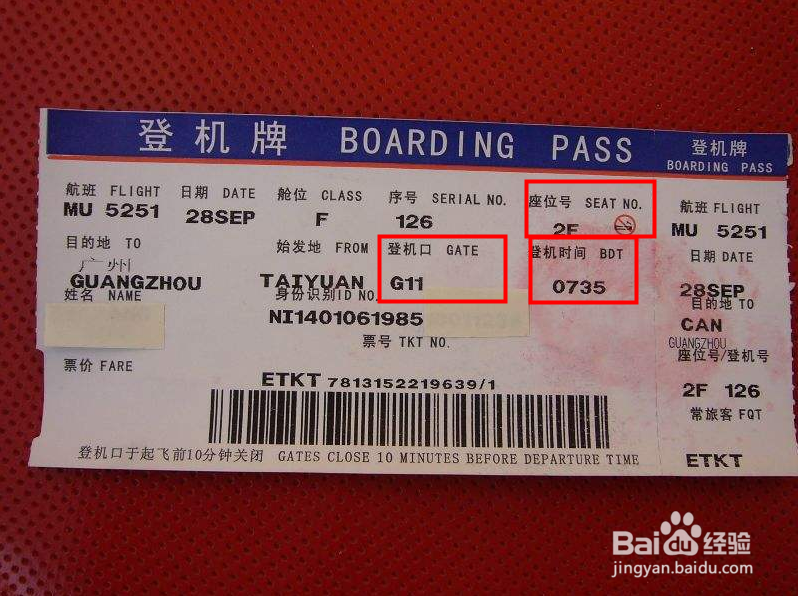 登机牌 BOARDING PASS
登机牌
BOARDING PASS
航班 FLIGHT 日期 DATE 舱位 CLASS 序号 SERIAL NO. 座位号 SEAT NO.
MU 5251 28SEP F 126 2F
目的地 TO 始发地 FROM 登机口 GATE 登机时间 BDT
广州
GUANGZHOU TAIYUAN G11 0735
姓名 NAME 身份识别ID NO.
NI1401061985
票号 TKT NO.
票价 FARE
ETKT 7813152219639/1
登机口于起飞前10分钟关闭 GATES CLOSE 10 MINUTES BEFORE DEPARTURE TIME
航班 FLIGHT
MU 5251
日期 DATE
28SEP
目的地 TO
CAN
GUANGZHOU
座位号/登机号
2F 126
常旅客 FQT
ETKT
Bai du 经验
jingyan.baidu.com